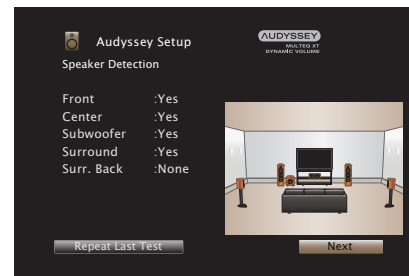 Audyssey Setup
AUDYSSEY
MULTEQ XT
DYNAMIC VOLUME
Speaker Detection
Front :Yes
Center :Yes
Subwoofer :Yes
Surround :Yes
Surr. Back :None
Repeat Last Test
Next